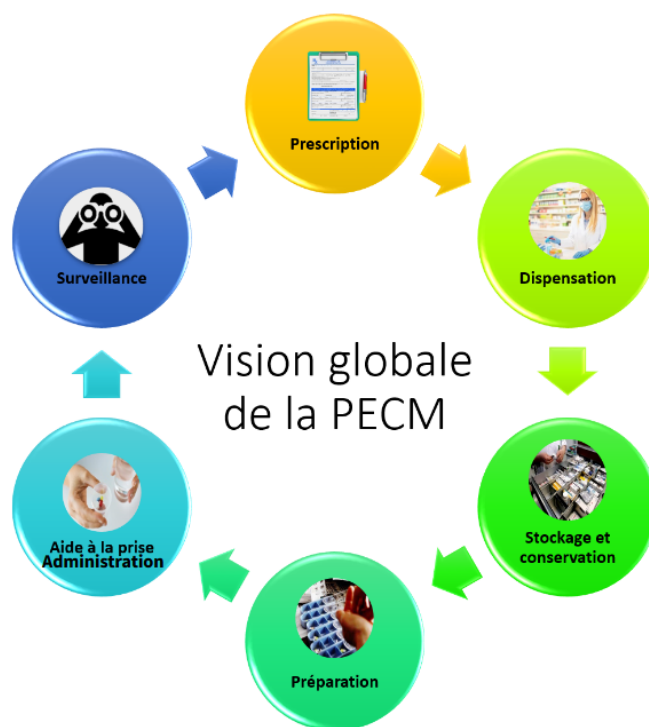 Prescription
Dispensation
Stockage et
conservation
Préparation
Aide à la prise
Administration
Surveillance
Vision globale
de la PECM